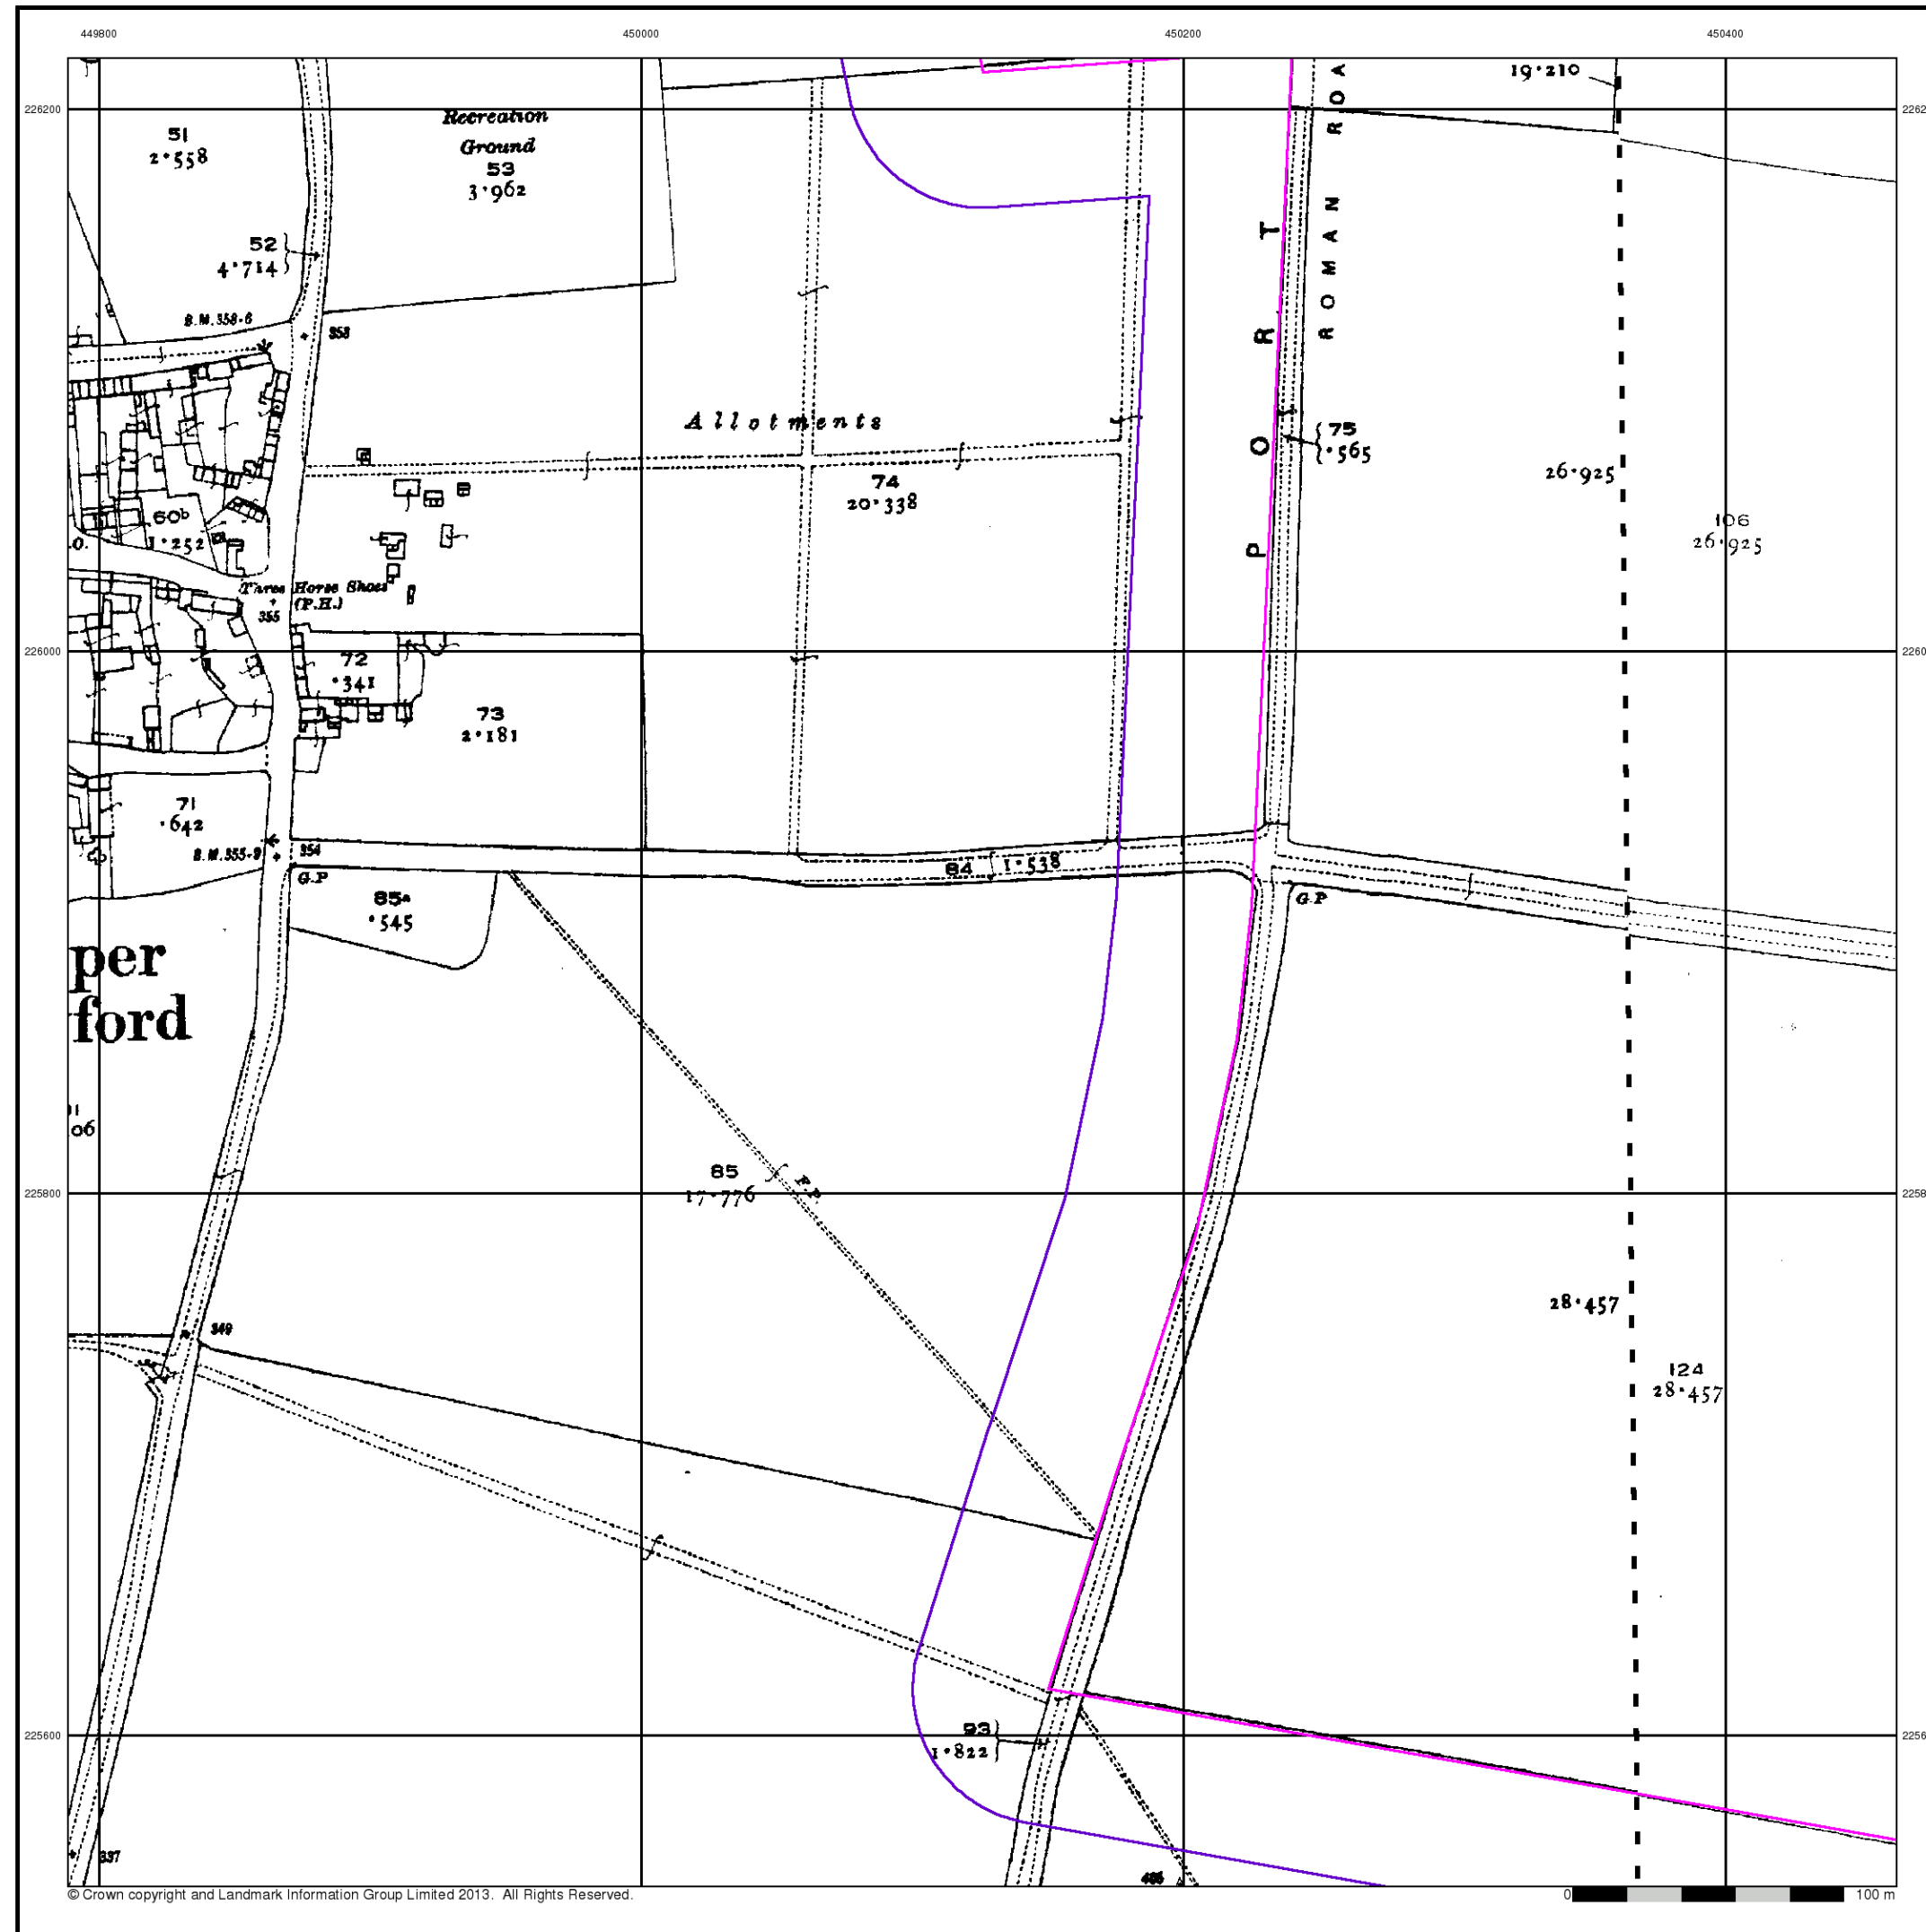 449800
450000
450200
450400
226200
2262
19·210
Recreation
Ground
53
3·962
51
2·558
52
4·714
B.M.358·6
358
PORT
ROMAN ROA
Allotments
75
·565
74
20·338
26·925
106
26·925
60b
1·252
.O.
Three Horse Shoes
(P.H.)
355
226000
2260
72
·341
73
2·181
71
·642
B.M.355·9
354
G.P
84
1·538
G.P
85a
·545
per
ford
06
225800
2258
85
17·776
F.P.
28·457
349
124
28·457
225600
2256
93
1·822
337
© Crown copyright and Landmark Information Group Limited 2013. All Rights Reserved.
0
100 m